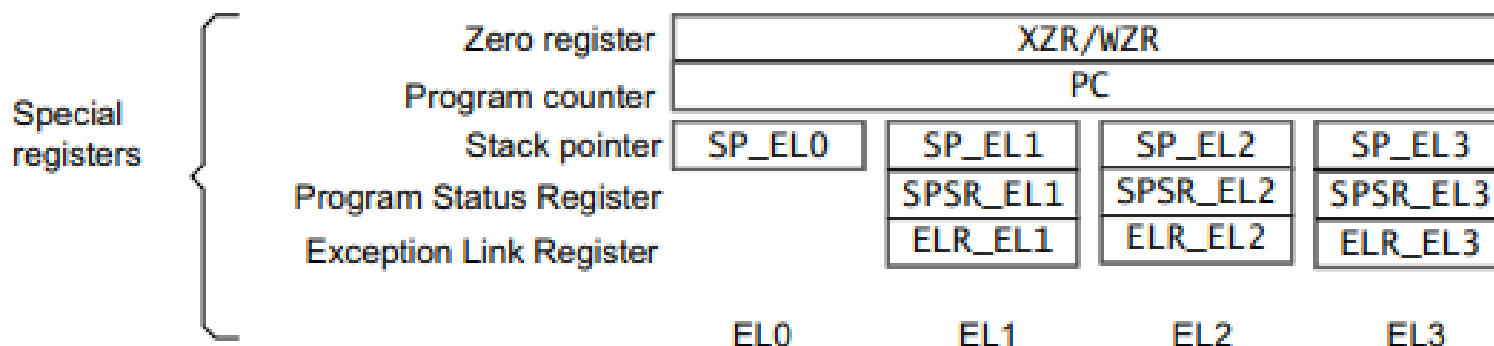 Zero register XZR/WZR
Program counter PC
Special registers
Stack pointer SP_EL0 SP_EL1 SP_EL2 SP_EL3
Program Status Register SPSR_EL1 SPSR_EL2 SPSR_EL3
Exception Link Register ELR_EL1 ELR_EL2 ELR_EL3
EL0 EL1 EL2 EL3